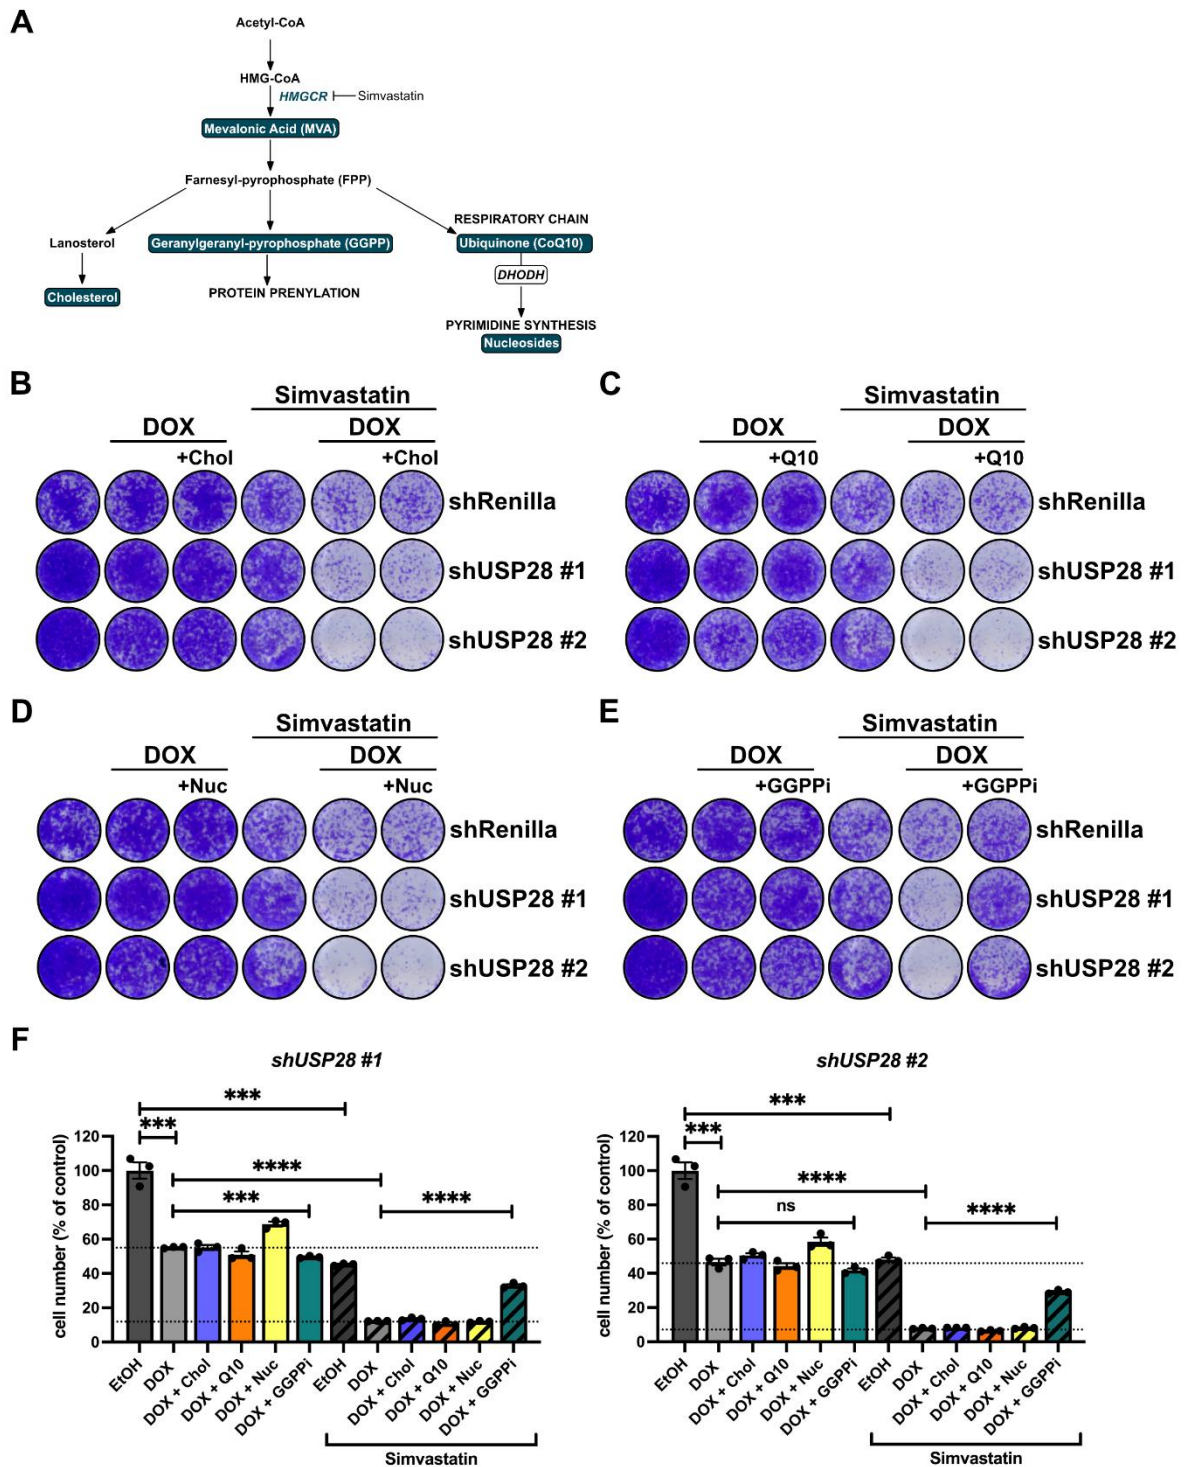 A
Acetyl-CoA
HMG-CoA
HMGCR Simvastatin
Mevalonic Acid (MVA)
Farnesyl-pyrophosphate (FPP)
RESPIRATORY CHAIN
Lanosterol Geranylgeranyl-pyrophosphate (GGPP) Ubiquinone (CoQ10)
DHODH
Cholesterol PROTEIN PRENYLATION
PYRIMIDINE SYNTHESIS
Nucleosides
B
Simvastatin
DOX DOX
+Chol +Chol
shRenilla
shUSP28 #1
shUSP28 #2
C
Simvastatin
DOX DOX
+Q10 +Q10
shRenilla
shUSP28 #1
shUSP28 #2
D
Simvastatin
DOX DOX
+Nuc +Nuc
shRenilla
shUSP28 #1
shUSP28 #2
E
Simvastatin
DOX DOX
+GGPPi +GGPPi
shRenilla
shUSP28 #1
shUSP28 #2
F
shUSP28 #1
***
***
****
*** ****
cell number (% of control)
120
100
80
60
40
20
0
EtOH
DOX
DOX + Chol
DOX + Q10
DOX + Nuc
DOX + GGPPi
EtOH
DOX
DOX + Chol
DOX + Q10
DOX + Nuc
DOX + GGPPi
Simvastatin
shUSP28 #2
***
***
****
ns ****
cell number (% of control)
120
100
80
60
40
20
0
EtOH
DOX
DOX + Chol
DOX + Q10
DOX + Nuc
DOX + GGPPi
EtOH
DOX
DOX + Chol
DOX + Q10
DOX + Nuc
DOX + GGPPi
Simvastatin